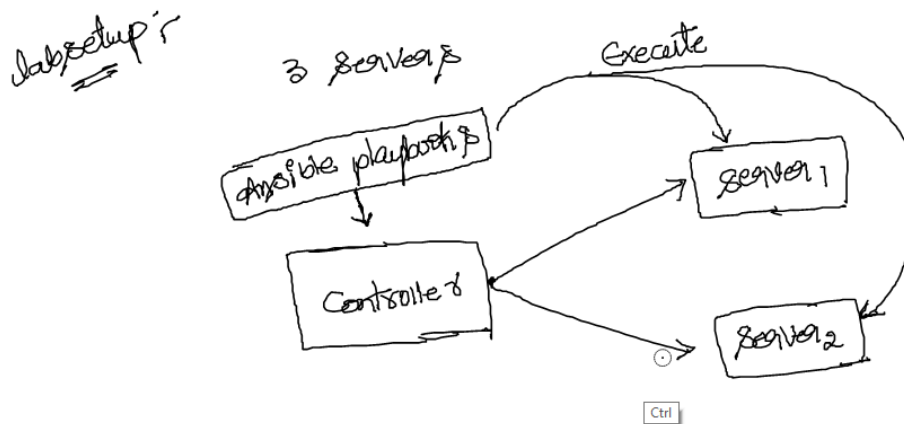 Labsetup:
3 servers
Execute
Ansible playbooks
server1
Controller
server2
Ctrl